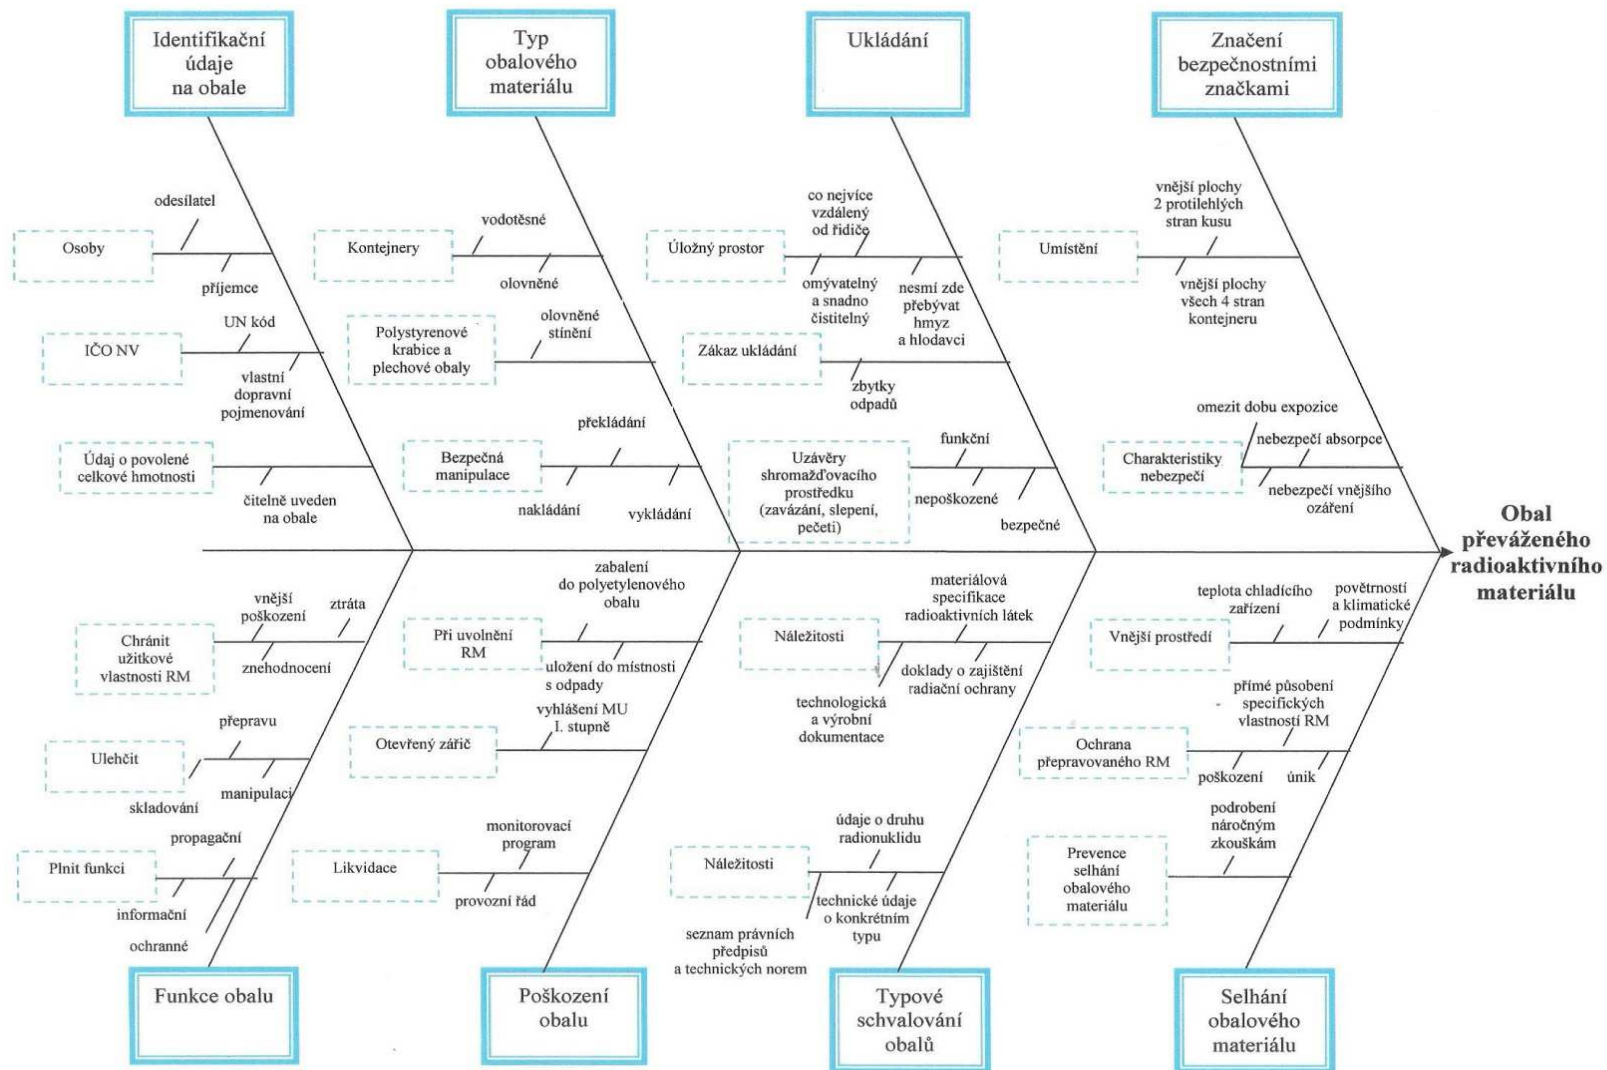 Identifikační
údaje
na obale
Typ
obalového
materiálu
Ukládání
Značení
bezpečnostními
značkami
odesílatel
Osoby
příjemce
UN kód
IČO NV
vlastní
dopravní
pojmenování
Údaj o povolené
celkové hmotnosti
čitelně uveden
na obale
vodotěsné
Kontejnery
olovněné
olovněné
stínění
Polystyrenové
krabice a
plechové obaly
překládání
Bezpečná
manipulace
nakládání
vykládání
co nejvíce
vzdálený
od řidiče
Úložný prostor
omývatelný
a snadno
čistitelný
nesmí zde
přebývat
hmyz
a hlodavci
Zákaz ukládání
zbytky
odpadů
funkční
Uzávěry
shromažďovacího
prostředku
(zavázání, slepení,
pečeti)
nepoškozené
bezpečné
vnější plochy
2 protilehlých
stran kusu
Umístění
vnější plochy
všech 4 stran
kontejneru
omezit dobu expozice
nebezpečí absorpce
Charakteristiky
nebezpečí
nebezpečí vnějšího
ozáření
Obal
převáženého
radioaktivního
materiálu
vnější
poškození
ztráta
Chránit
užitkové
vlastnosti RM
znehodnocení
přepravu
Ulehčit
skladování
manipulaci
propagační
Plnit funkci
informační
ochranné
zabalení
do polyetylenového
obalu
Při uvolnění
RM
uložení do místnosti
s odpady
vyhlášení MU
I. stupně
Otevřený zářič
monitorovací
program
Likvidace
provozní řád
materiálová
specifikace
radioaktivních látek
Náležitosti
doklady o zajištění
radiační ochrany
technologická
a výrobní
dokumentace
údaje o druhu
radionuklidu
Náležitosti
technické údaje
o konkrétním
typu
seznam právních
předpisů
a technických norem
teplota chladícího
zařízení
povětrností
a klimatické
podmínky
Vnější prostředí
přímé působení
specifických
vlastností RM
Ochrana
přepravovaného RM
poškození
únik
podrobení
náročným
zkouškám
Prevence
selhání
obalového
materiálu
Funkce obalu
Poškození
obalu
Typové
schvalování
obalů
Selhání
obalového
materiálu